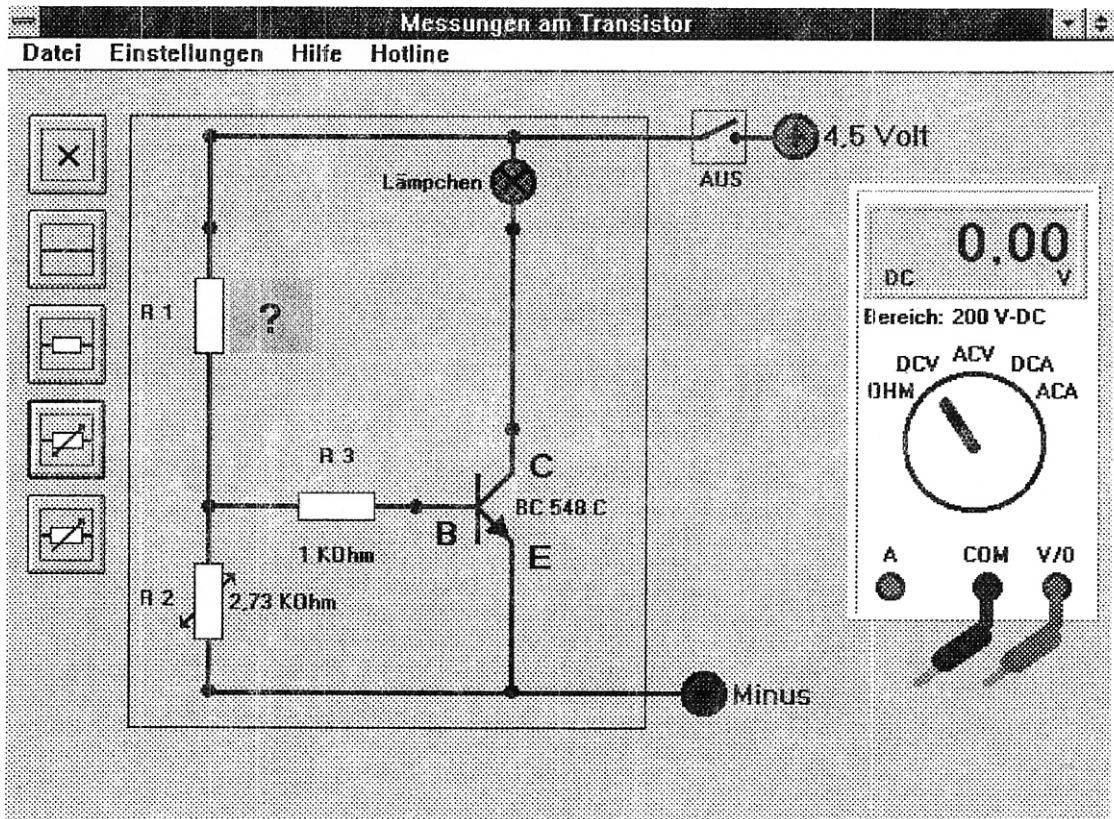 Messungen am Transistor
Datei Einstellungen Hilfe Hotline
4,5 Volt
AUS
Lämpchen
0.00
DC V
Bereich: 200 V-DC
DCV ACV DCA
OHM ACA
R 1
?
R 3
C
BC 548 C
B
1 KOhm
E
A COM V/O
R 2
2,73 KOhm
Minus